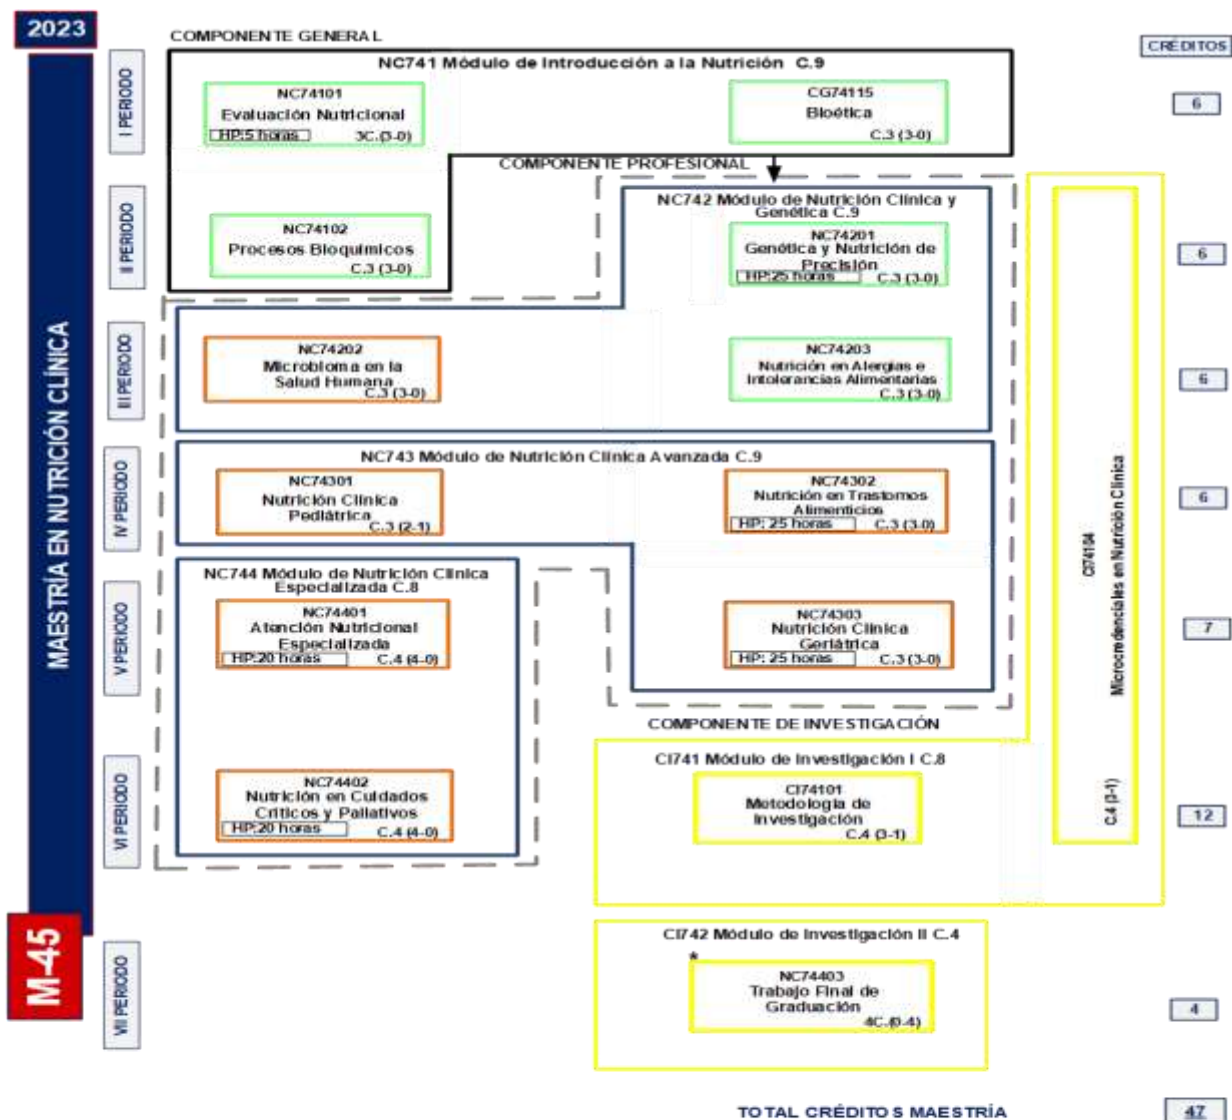 2023
COMPONENTE GENERAL
CRÉDITOS
MAESTRÍA EN NUTRICIÓN CLÍNICA
M-45
I PERIODO
NC741 Módulo de Introducción a la Nutrición C.9
NC74101
Evaluación Nutricional
HP:5 horas 3C.(3-0)
CG74115
Bioética
C.3 (3-0)
6
COMPONENTE PROFESIONAL
II PERIODO
NC74102
Procesos Bioquímicos
C.3 (3-0)
NC742 Módulo de Nutrición Clínica y
Genética C.9
NC74201
Genética y Nutrición de
Precisión
HP:25 horas C.3 (3-0)
6
III PERIODO
NC74202
Microbioma en la
Salud Humana
C.3 (3-0)
NC74203
Nutrición en Alergias e
Intolerancias Alimentarias
C.3 (3-0)
6
IV PERIODO
NC743 Módulo de Nutrición Clínica Avanzada C.9
NC74301
Nutrición Clínica
Pediátrica
C.3 (2-1)
NC74302
Nutrición en Trastornos
Alimenticios
HP: 25 horas C.3 (3-0)
6
V PERIODO
NC744 Módulo de Nutrición Clínica
Especializada C.8
NC74401
Atención Nutricional
Especializada
HP:20 horas C.4 (4-0)
NC74303
Nutrición Clínica
Geriátrica
HP: 25 horas C.3 (3-0)
7
CI74104
Microcredenciales en Nutrición Clínica
C.4 (3-1)
COMPONENTE DE INVESTIGACIÓN
VI PERIODO
NC74402
Nutrición en Cuidados
Críticos y Paliativos
HP:20 horas C.4 (4-0)
CI741 Módulo de Investigación I C.8
CI74101
Metodología de
Investigación
C.4 (3-1)
12
VII PERIODO
CI742 Módulo de Investigación II C.4
*
NC74403
Trabajo Final de
Graduación
4C.(0-4)
4
TOTAL CRÉDITOS MAESTRÍA 47